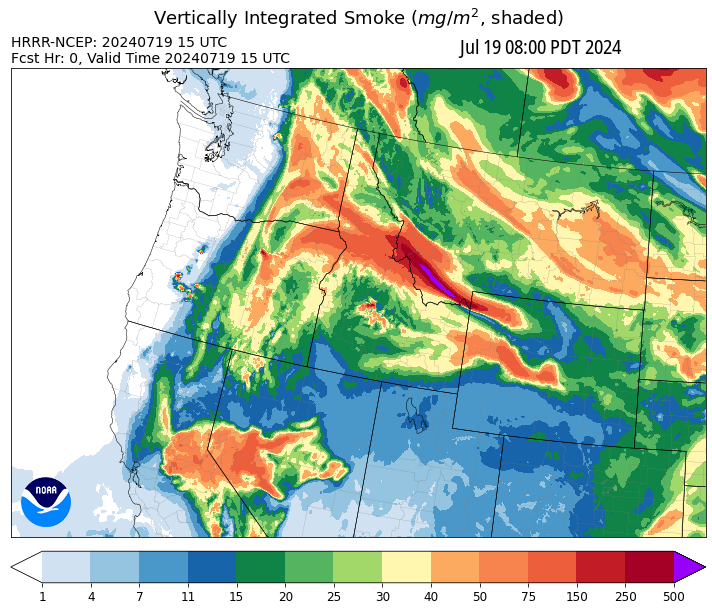 Vertically Integrated Smoke (mg/m², shaded)
HRRR-NCEP: 20240719 15 UTC
Jul 19 08:00 PDT 2024
Fcst Hr: 0, Valid Time 20240719 15 UTC
NOAA
1 4 7 11 15 20 25 30 40 50 75 150 250 500